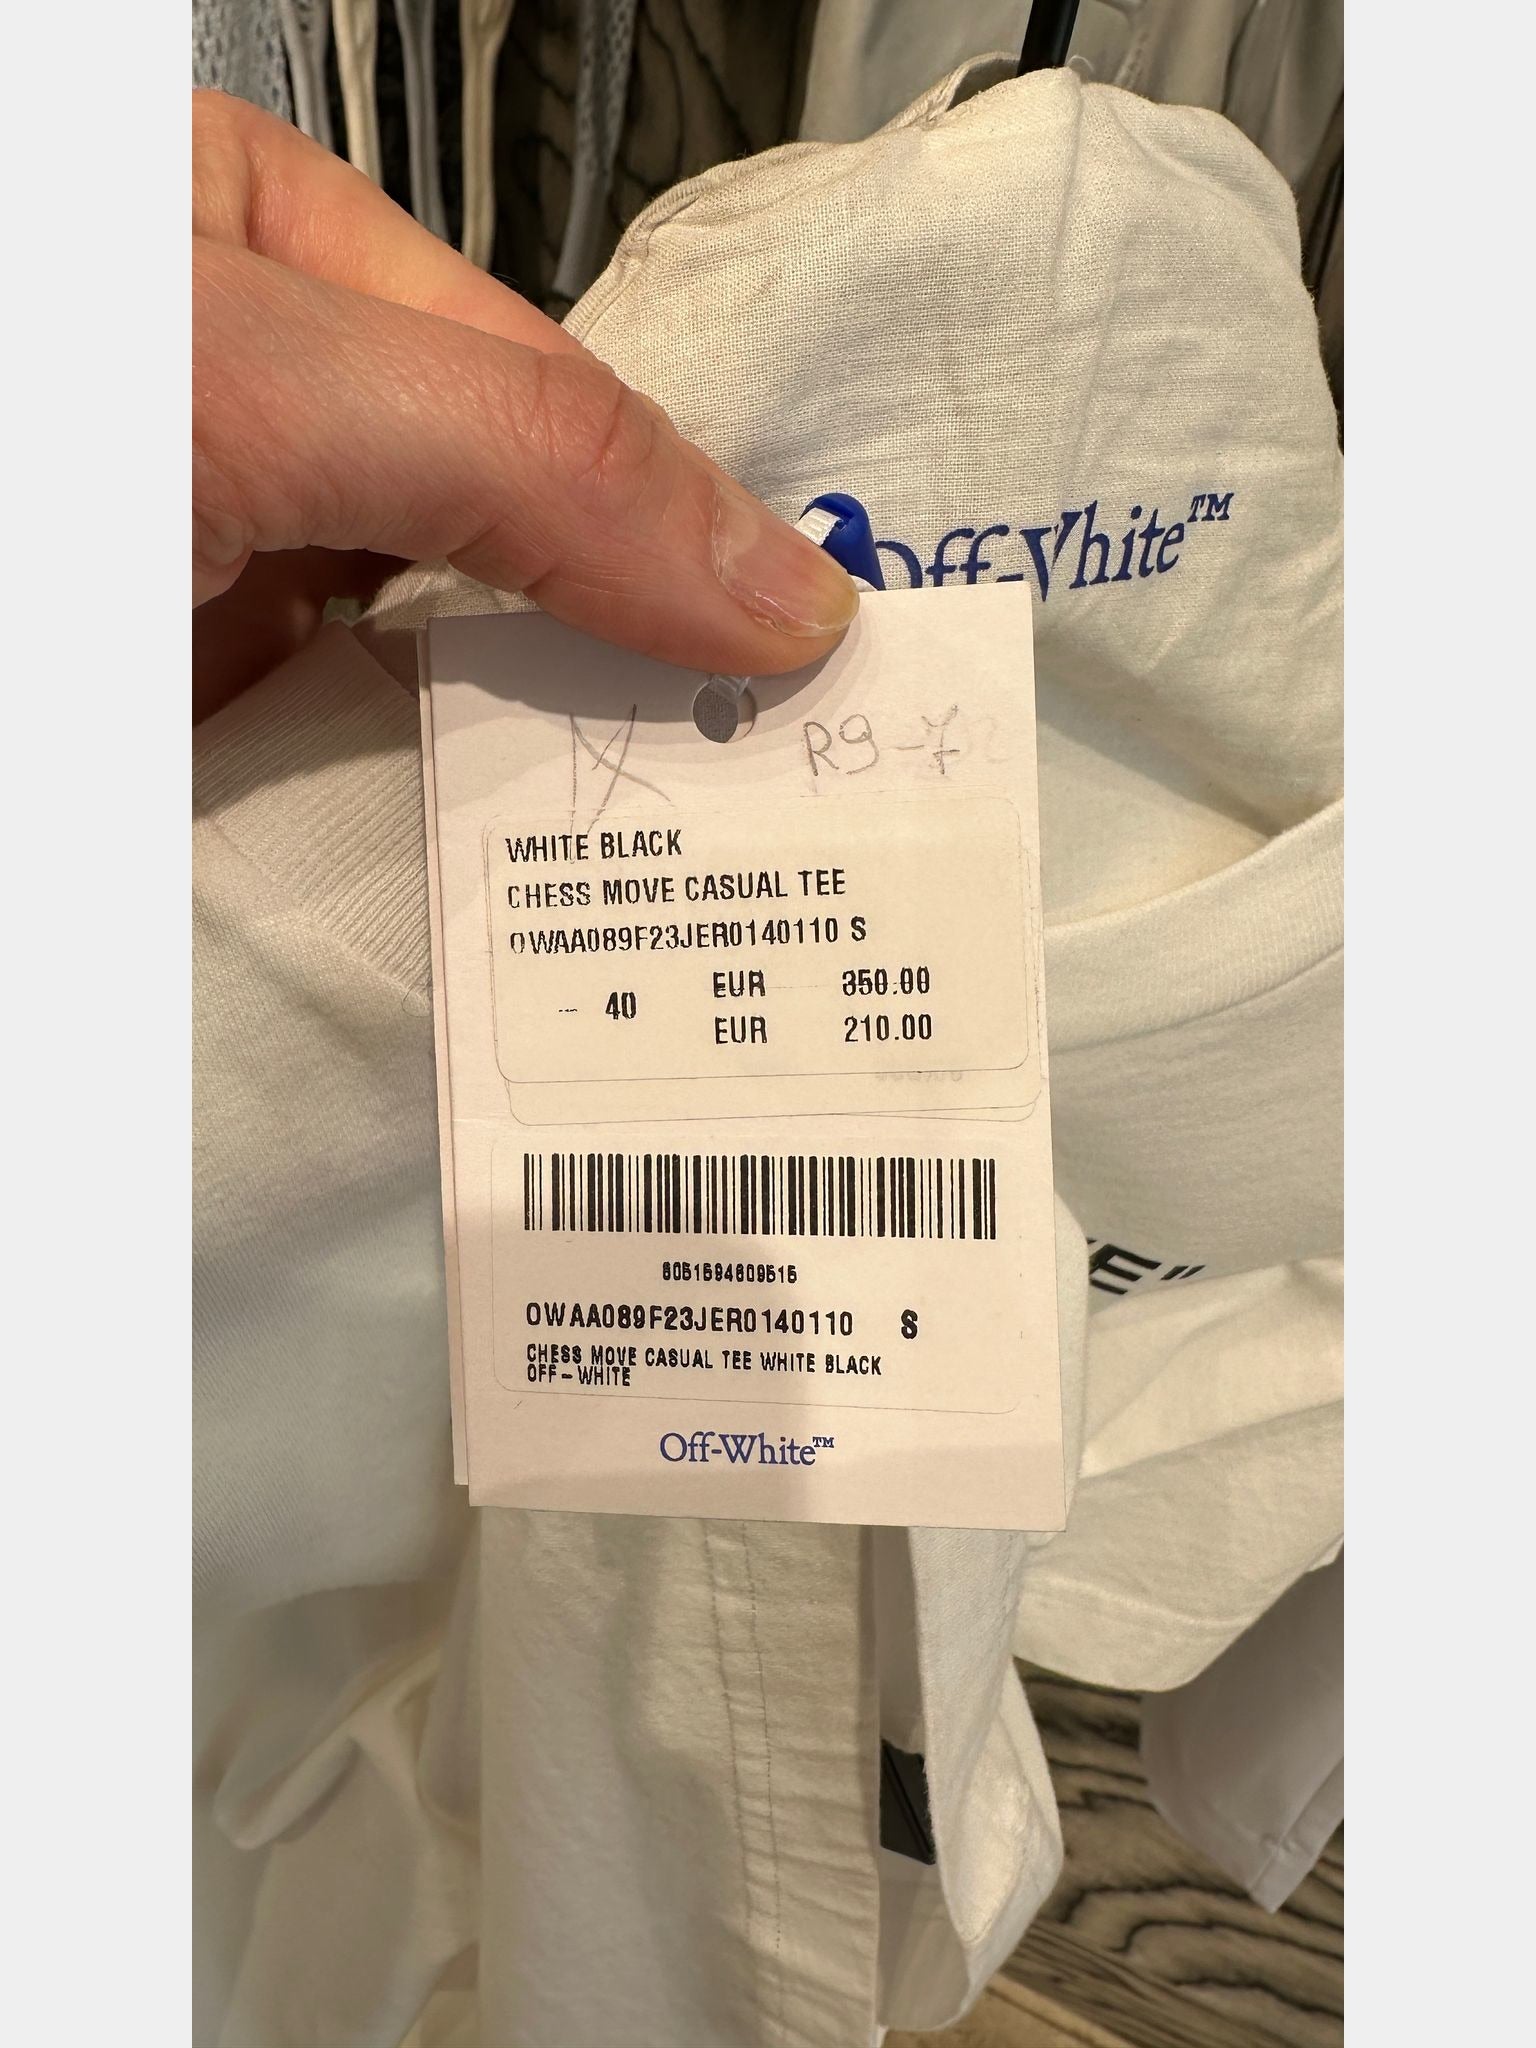 Off-White™
R9-7
WHITE BLACK
CHESS MOVE CASUAL TEE
OWAA089F23JER0140110 S
-- 40 EUR 350.00
EUR 210.00
8051594609515
OWAA089F23JER0140110 S
CHESS MOVE CASUAL TEE WHITE BLACK
OFF-WHITE
Off-White™
E"